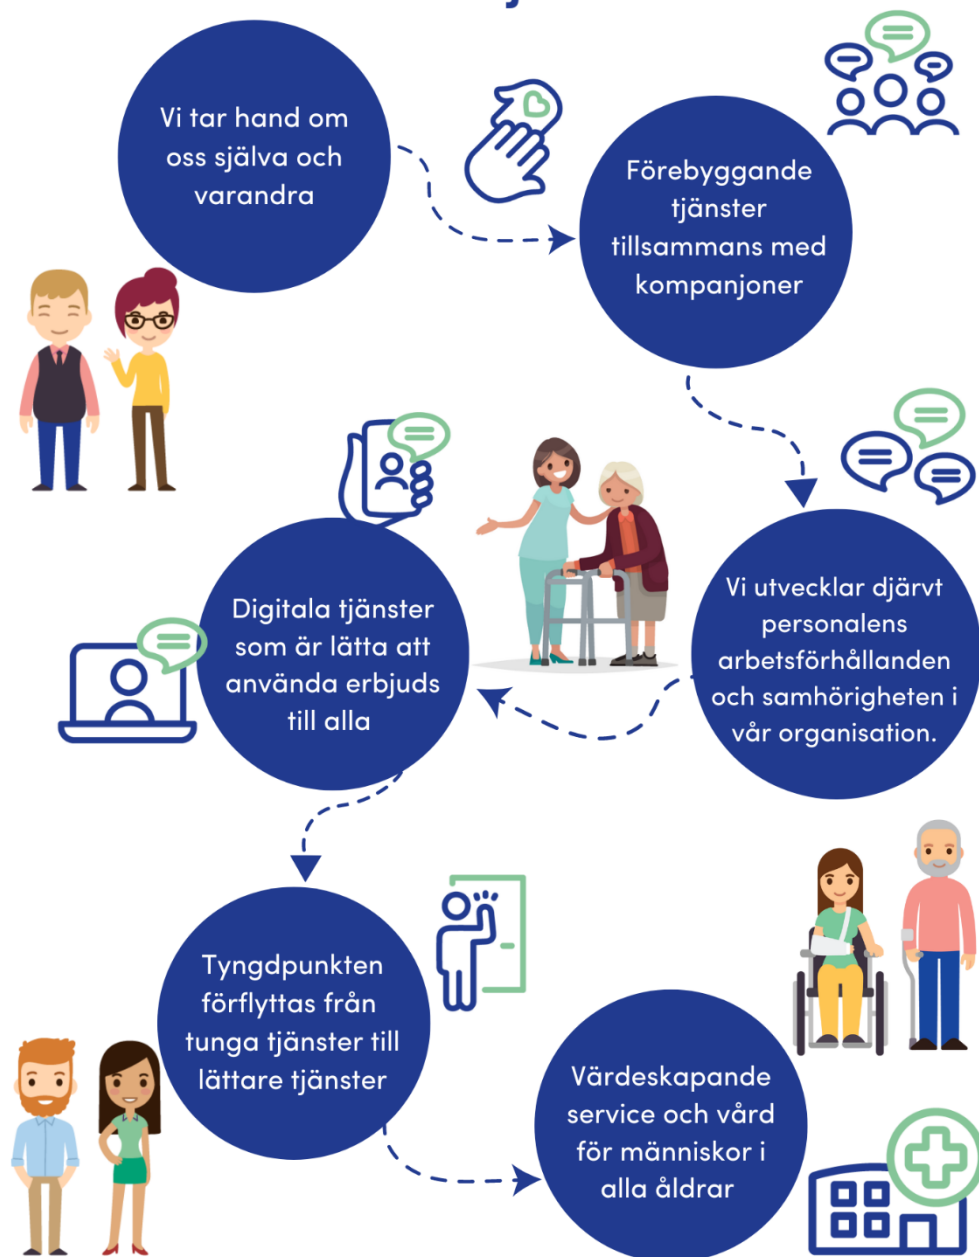 Vi tar hand om
oss själva och
varandra
Förebyggande
tjänster
tillsammans med
kompanjoner
Vi utvecklar djärvt
personalens
arbetsförhållanden
och samhörigheten i
vår organisation.
Digitala tjänster
som är lätta att
använda erbjuds
till alla
Tyngdpunkten
förflyttas från
tunga tjänster till
lättare tjänster
Värdeskapande
service och vård
för människor i
alla åldrar